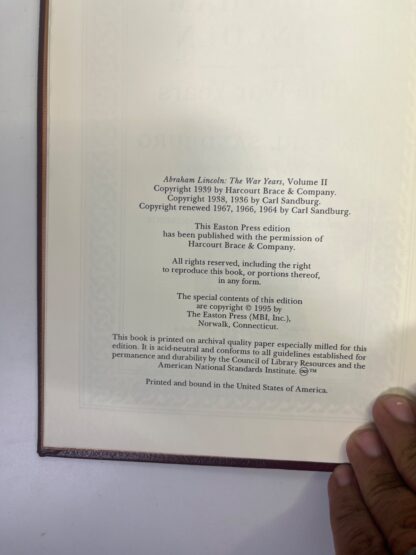 Abraham Lincoln: The War Years, Volume II
Copyright 1939 by Harcourt Brace & Company.
Copyright 1938, 1936 by Carl Sandburg.
Copyright renewed 1967, 1966, 1964 by Carl Sandburg.
This Easton Press edition
has been published with the permission of
Harcourt Brace & Company.
All rights reserved, including the right
to reproduce this book, or portions thereof,
in any form.
The special contents of this edition
are copyright © 1995 by
The Easton Press (MBI, Inc.),
Norwalk, Connecticut.
This book is printed on archival quality paper especially milled for this
edition. It is acid-neutral and conforms to all guidelines established for
permanence and durability by the Council of Library Resources and the
American National Standards Institute. ♾™
Printed and bound in the United States of America.